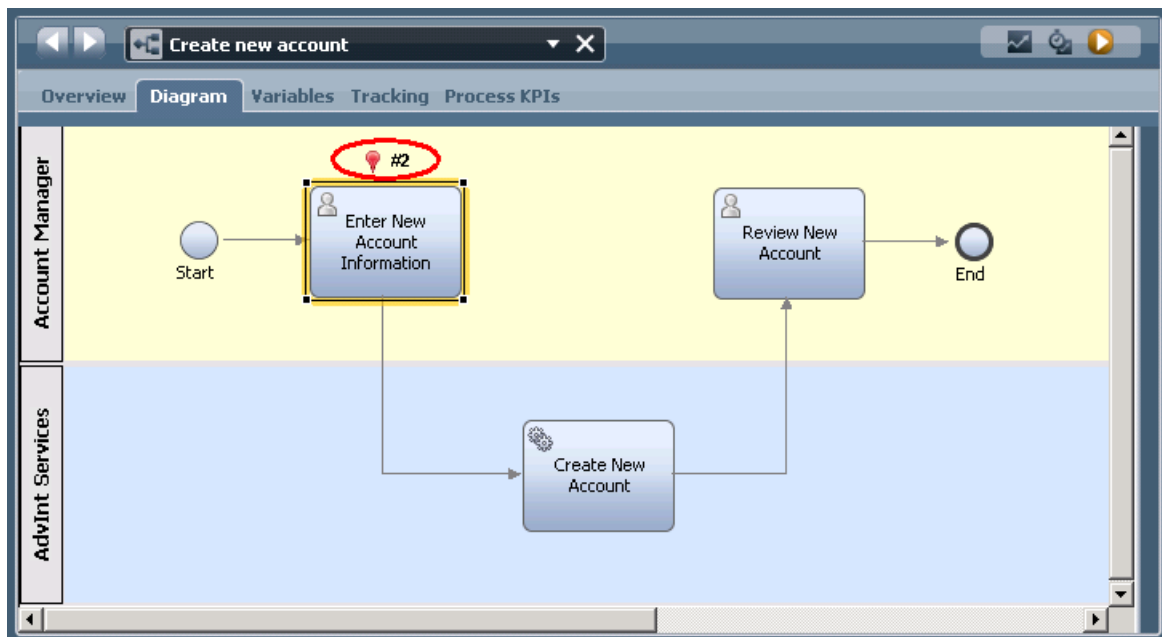 Create new account
Overview Diagram Variables Tracking Process KPIs
Account Manager
#2
Start
Enter New
Account
Information
Review New
Account
End
AdvInt Services
Create New
Account